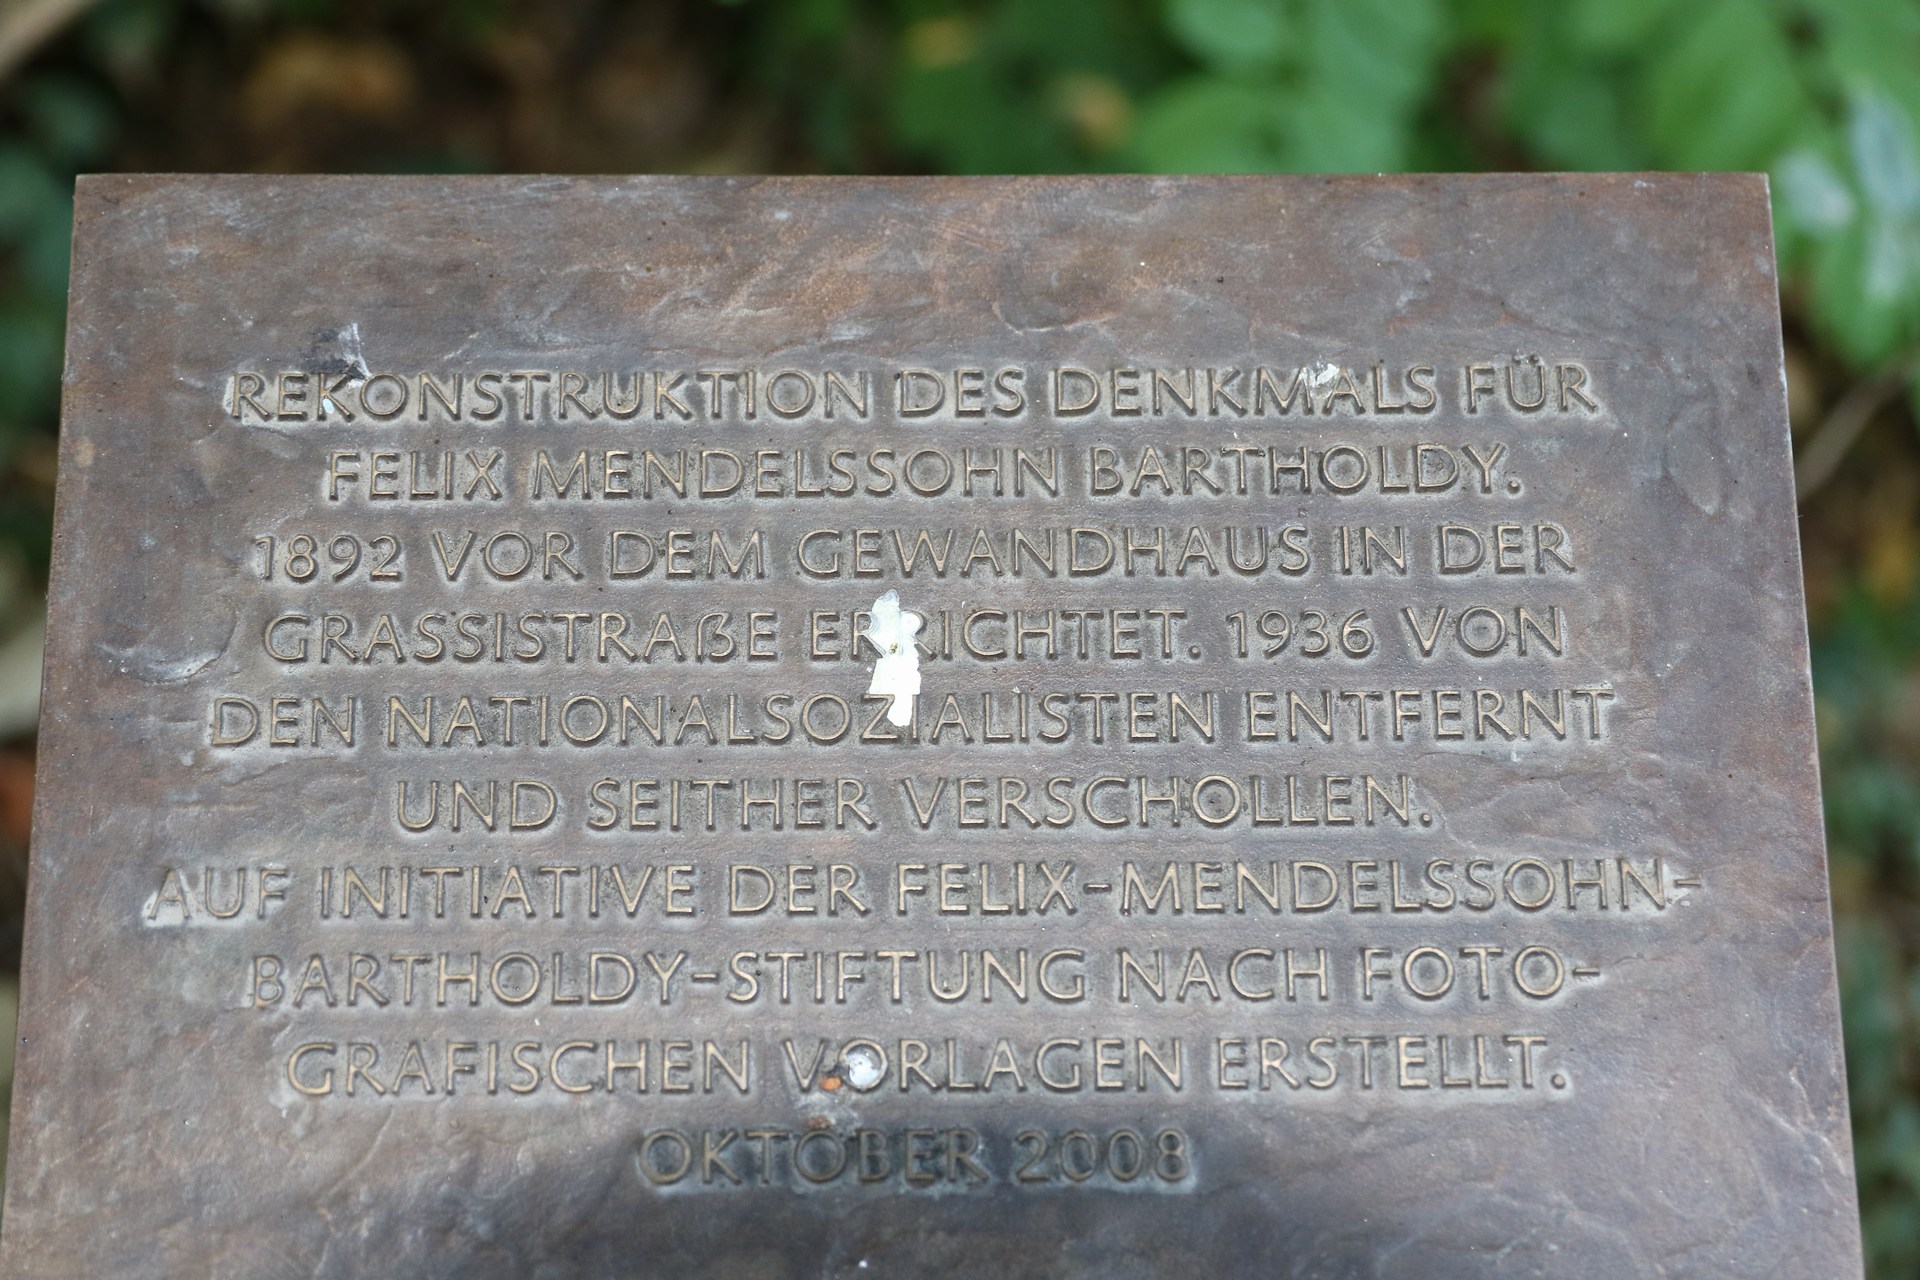 REKONSTRUKTION DES DENKMALS FÜR
FELIX MENDELSSOHN BARTHOLDY.
1892 VOR DEM GEWANDHAUS IN DER
GRASSISTRAßE ERRICHTET. 1936 VON
DEN NATIONALSOZIALISTEN ENTFERNT
UND SEITHER VERSCHOLLEN.
AUF INITIATIVE DER FELIX-MENDELSSOHN-
BARTHOLDY-STIFTUNG NACH FOTO-
GRAFISCHEN VORLAGEN ERSTELLT.
OKTOBER 2008